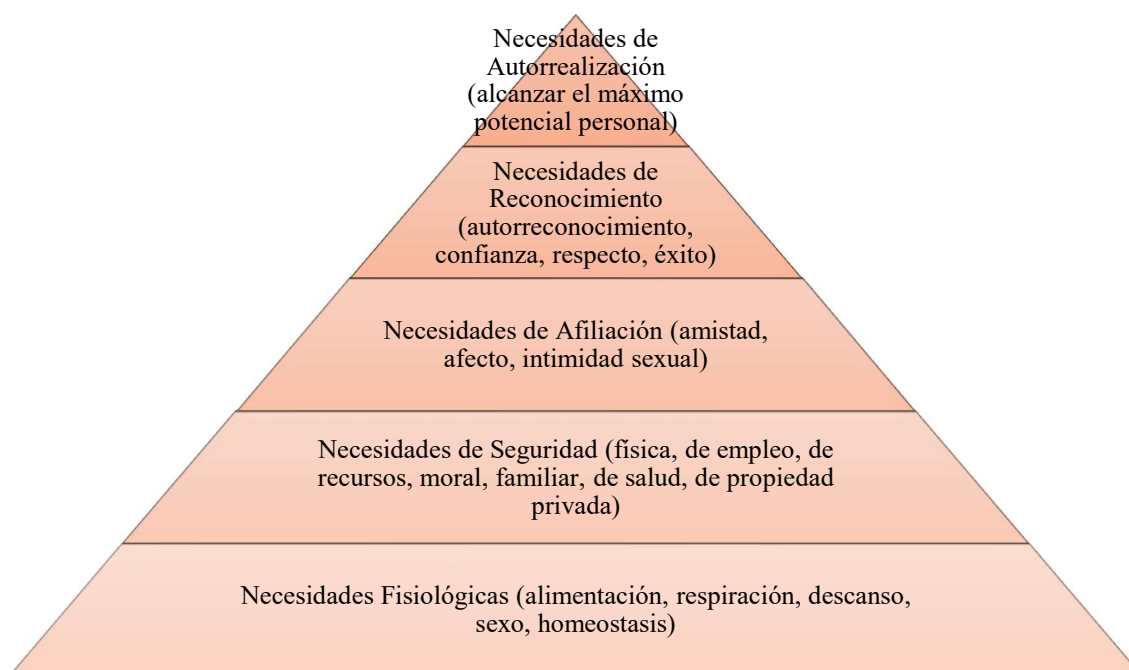 Necesidades de
Autorrealización
(alcanzar el máximo
potencial personal)
Necesidades de
Reconocimiento
(autorreconocimiento,
confianza, respecto, éxito)
Necesidades de Afiliación (amistad,
afecto, intimidad sexual)
Necesidades de Seguridad (física, de empleo, de
recursos, moral, familiar, de salud, de propiedad
privada)
Necesidades Fisiológicas (alimentación, respiración, descanso,
sexo, homeostasis)